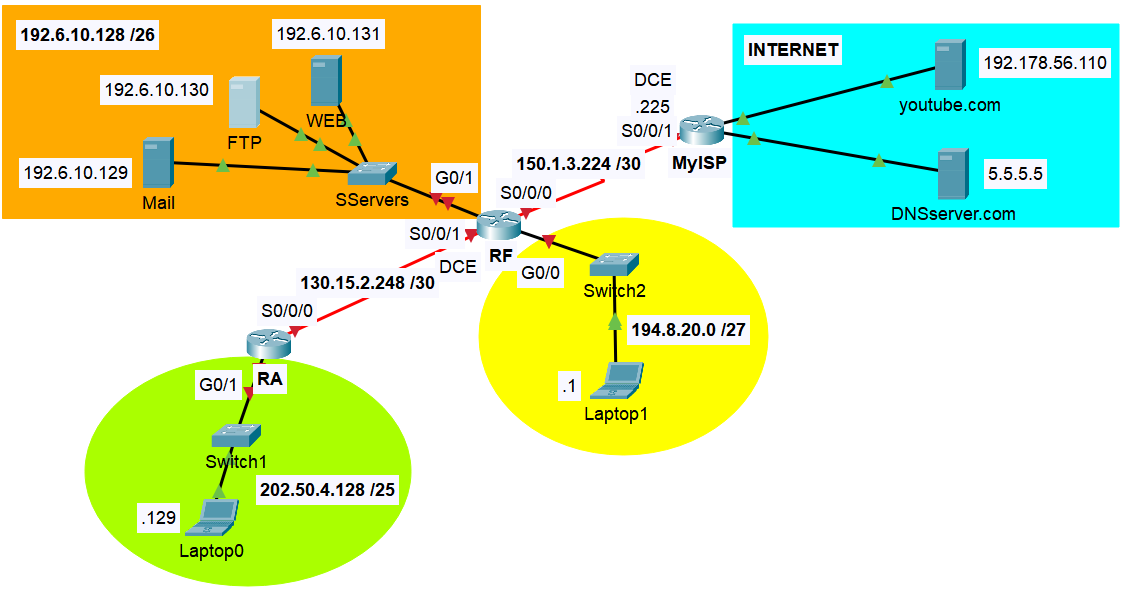 192.6.10.128 /26
192.6.10.131
192.6.10.130
WEB
FTP
192.6.10.129
Mail
SServers
G0/1
INTERNET
192.178.56.110
youtube.com
5.5.5.5
DNSserver.com
DCE
.225
S0/0/1
MyISP
150.1.3.224 /30
S0/0/0
S0/0/1
RF
DCE
G0/0
130.15.2.248 /30
Switch2
194.8.20.0 /27
.1
Laptop1
S0/0/0
RA
G0/1
Switch1
202.50.4.128 /25
.129
Laptop0